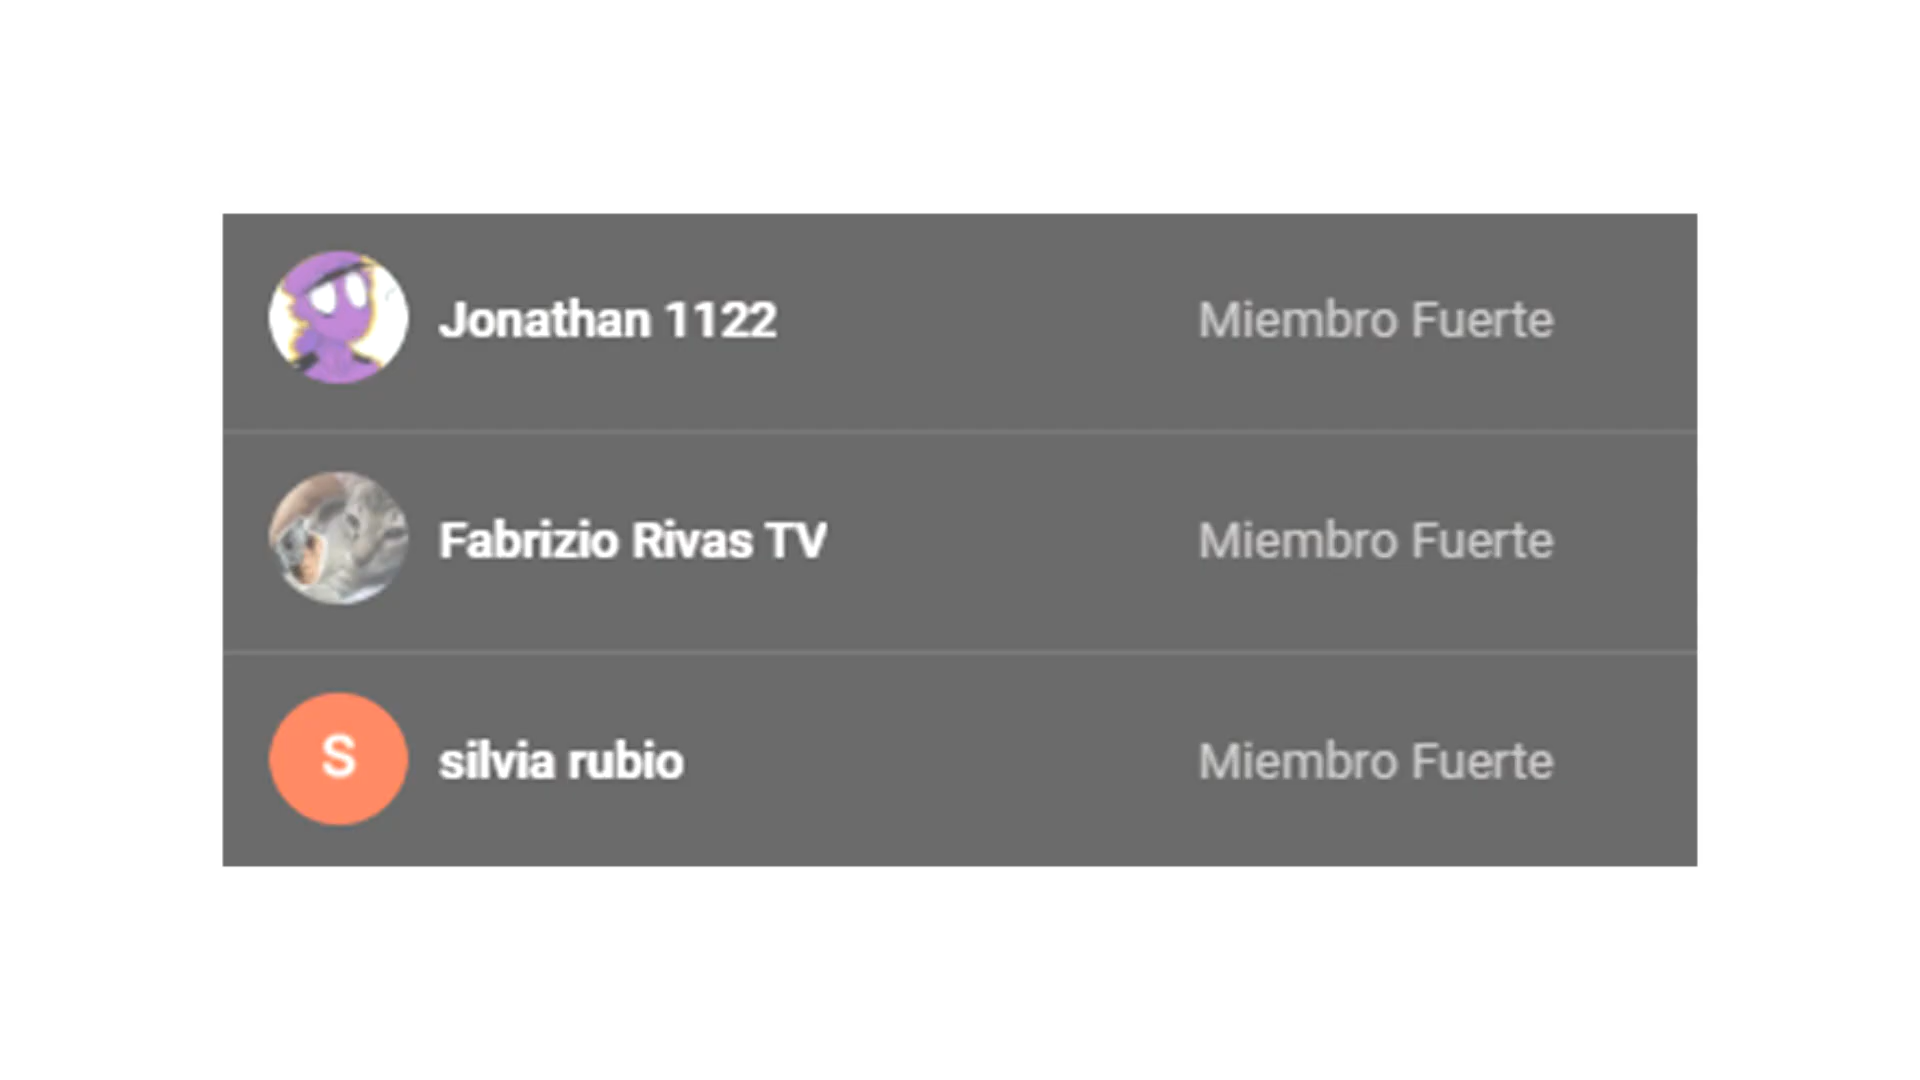 Jonathan 1122 Miembro Fuerte
Fabrizio Rivas TV Miembro Fuerte
S silvia rubio Miembro Fuerte